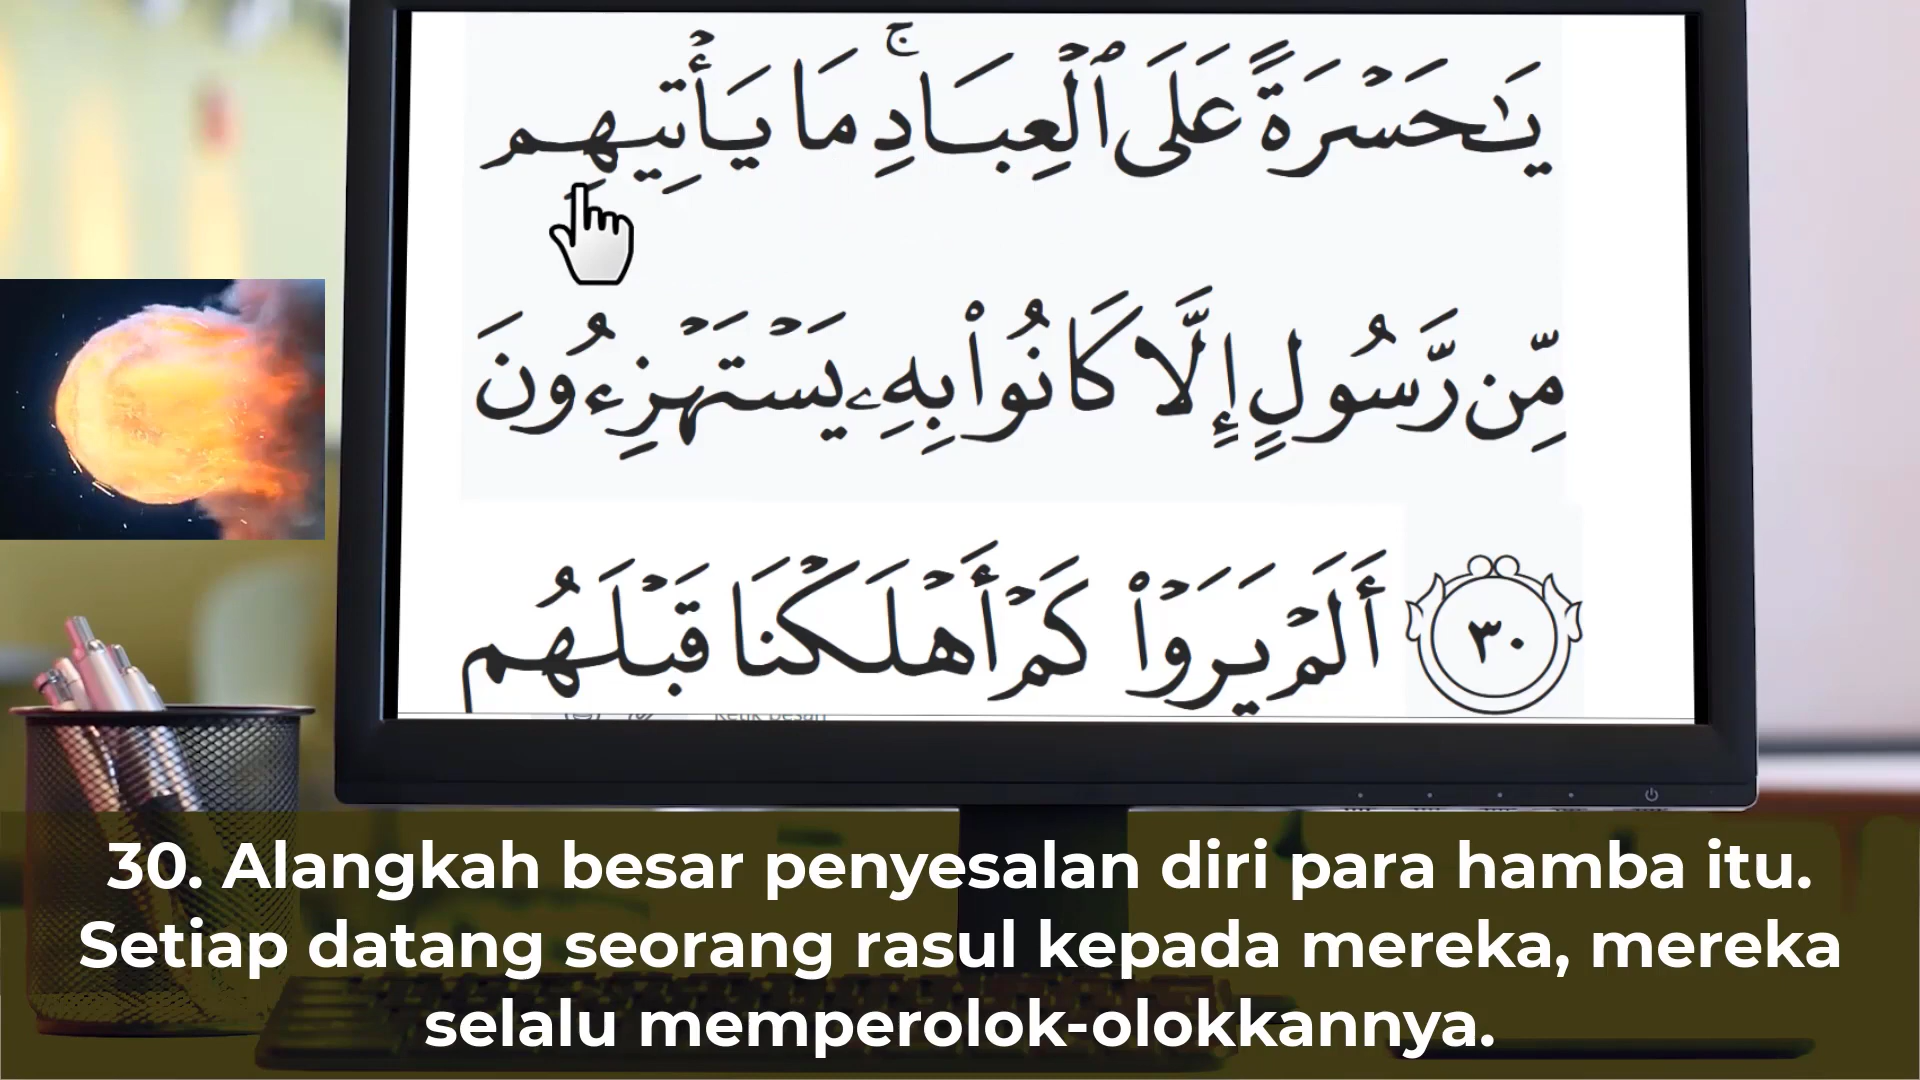 يَـٰحَسْرَةً عَلَى ٱلْعِبَادِ ۚ مَا يَأْتِيهِم
مِّن رَّسُولٍ إِلَّا كَانُوا۟ بِهِۦ يَسْتَهْزِءُونَ
٣٠ أَلَمْ يَرَوْا۟ كَمْ أَهْلَكْنَا قَبْلَهُم
30. Alangkah besar penyesalan diri para hamba itu.
Setiap datang seorang rasul kepada mereka, mereka
selalu memperolok-olokkannya.